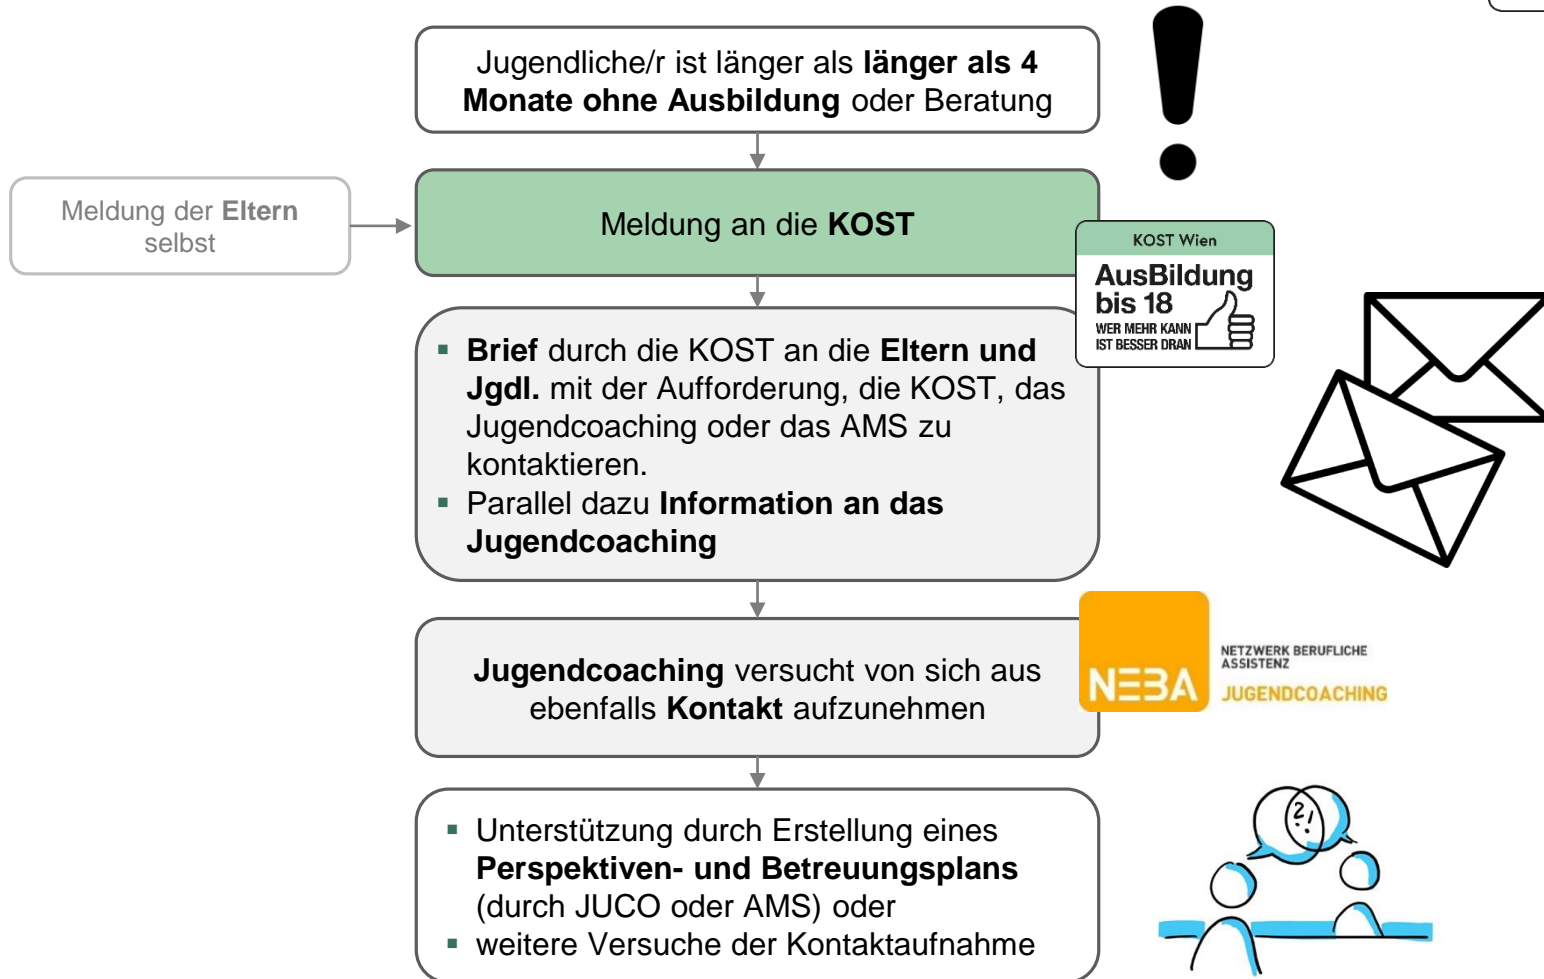 Jugendliche/r ist länger als länger als 4
Monate ohne Ausbildung oder Beratung
Meldung der Eltern
selbst
Meldung an die KOST
KOST Wien
AusBildung
bis 18
WER MEHR KANN
IST BESSER DRAN
▪ Brief durch die KOST an die Eltern und
Jgdl. mit der Aufforderung, die KOST, das
Jugendcoaching oder das AMS zu
kontaktieren.
▪ Parallel dazu Information an das
Jugendcoaching
Jugendcoaching versucht von sich aus
ebenfalls Kontakt aufzunehmen
NEBA
NETZWERK BERUFLICHE
ASSISTENZ
JUGENDCOACHING
▪ Unterstützung durch Erstellung eines
Perspektiven- und Betreuungsplans
(durch JUCO oder AMS) oder
▪ weitere Versuche der Kontaktaufnahme
?!